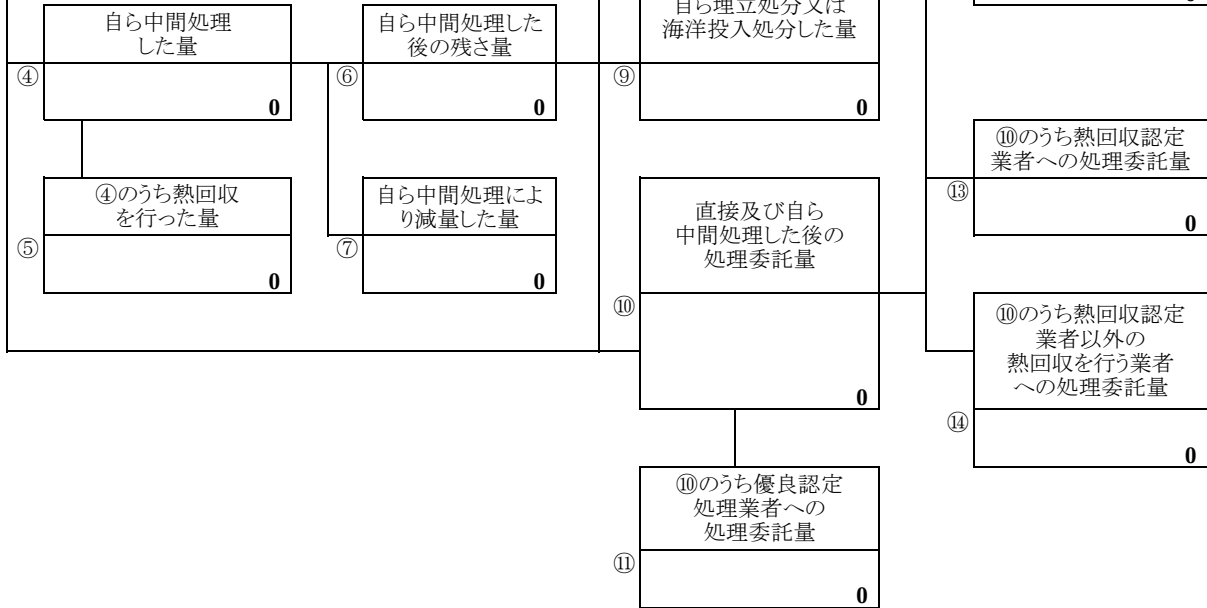 自ら中間処理
した量
④
0
自ら中間処理した
後の残さ量
⑥
0
自ら埋立処分又は
海洋投入処分した量
⑨
0
④のうち熱回収
を行った量
⑤
0
自ら中間処理によ
り減量した量
⑦
0
直接及び自ら
中間処理した後の
処理委託量
⑩
0
⑩のうち優良認定
処理業者への
処理委託量
⑪
0
⑩のうち熱回収認定
業者への処理委託量
⑬
0
⑩のうち熱回収認定
業者以外の
熱回収を行う業者
への処理委託量
⑭
0